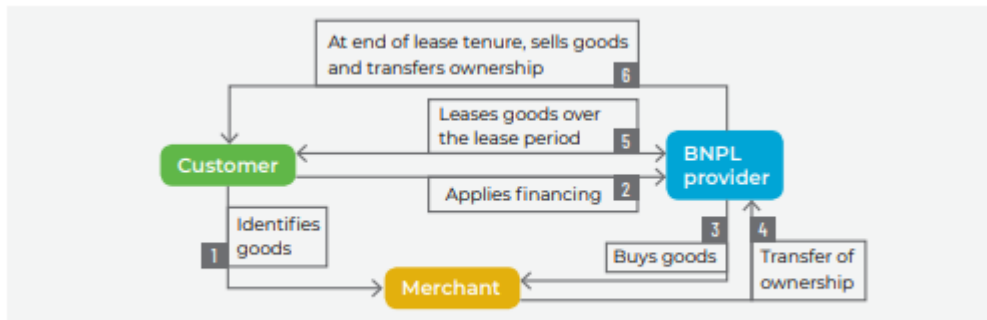 At end of lease tenure, sells goods
and transfers ownership
6
Leases goods over
the lease period
5
Customer
BNPL
provider
Applies financing
2
Identifies
goods
1
3
4
Buys goods
Transfer of
ownership
Merchant